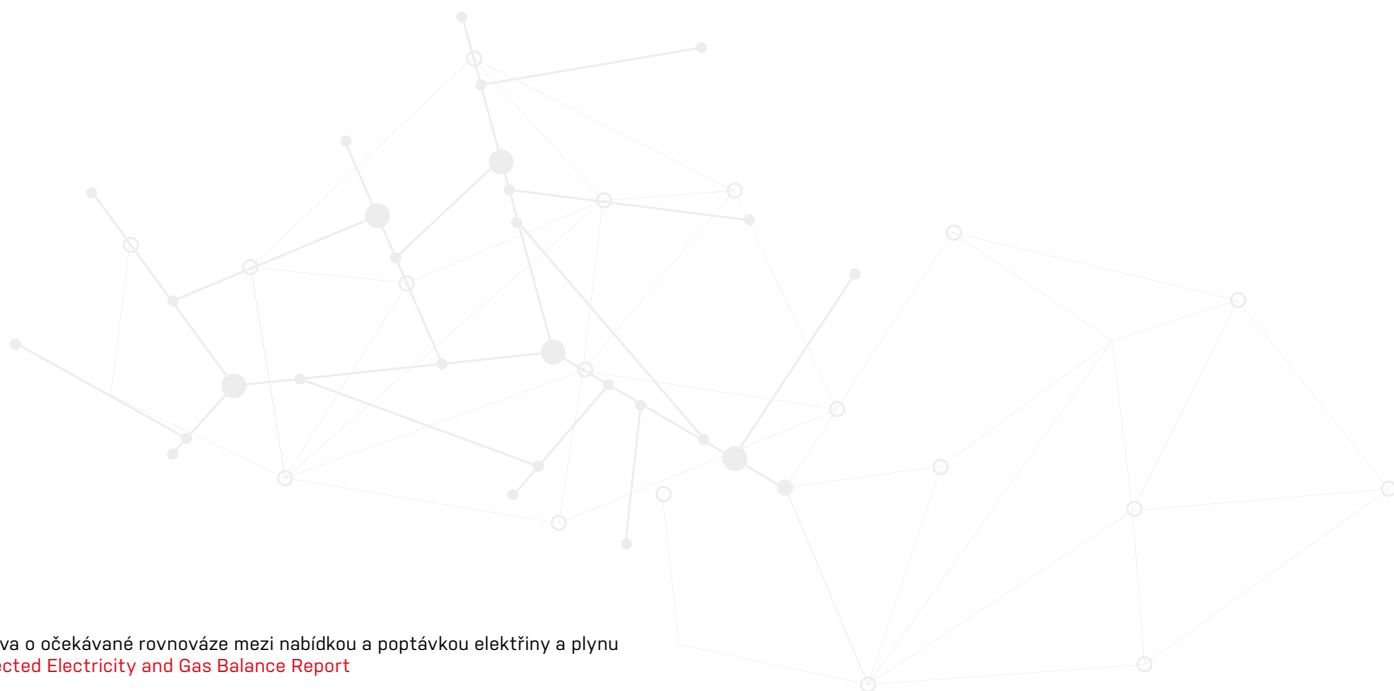 va o očekávané rovnováze mezi nabídkou a poptávkou elektřiny a plynu
ected Electricity and Gas Balance Report